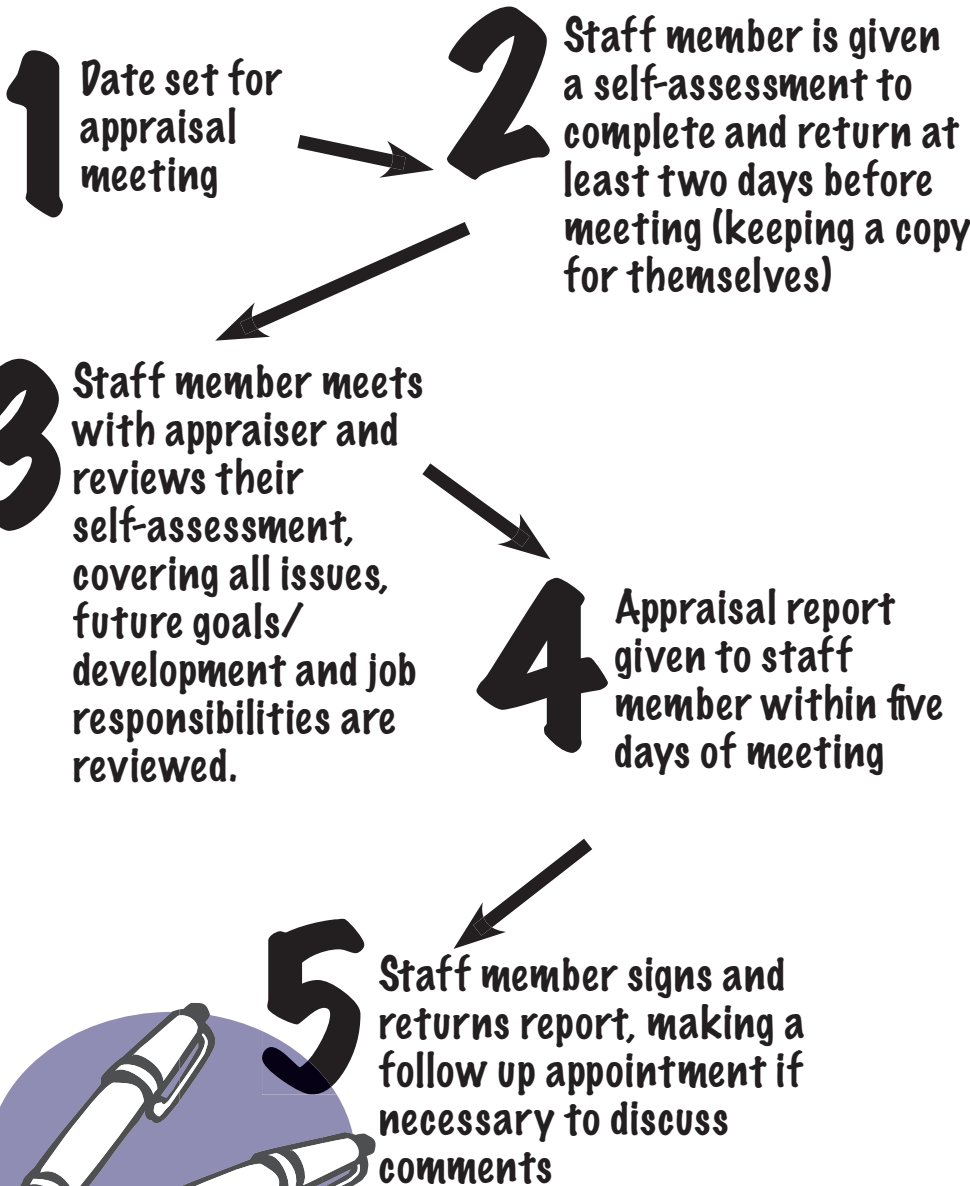 1
Date set for
appraisal
meeting
2
Staff member is given
a self-assessment to
complete and return at
least two days before
meeting (keeping a copy
for themselves)
3
Staff member meets
with appraiser and
reviews their
self-assessment,
covering all issues,
future goals/
development and job
responsibilities are
reviewed.
4
Appraisal report
given to staff
member within five
days of meeting
5
Staff member signs and
returns report, making a
follow up appointment if
necessary to discuss
comments